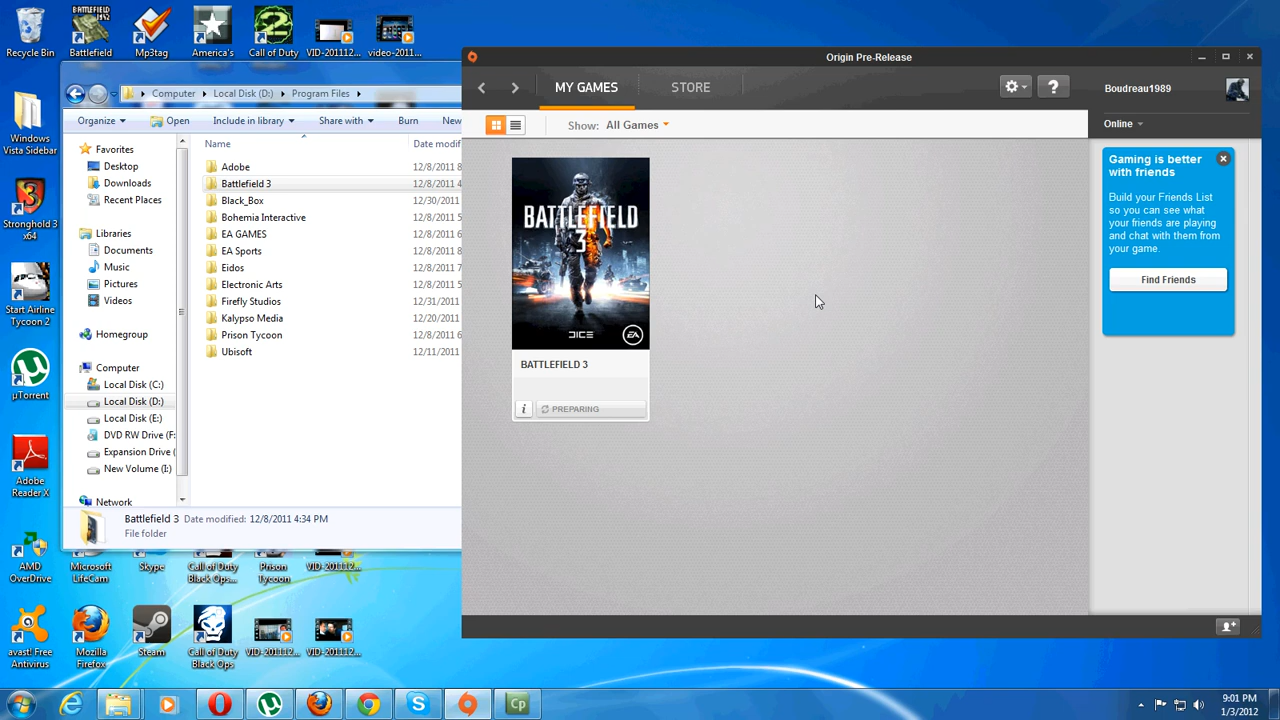 Recycle Bin
Battlefield
Mp3tag
America's
Call of Duty
VID-201112...
video-2011...
Windows
Vista Sidebar
Stronghold 3
x64
Start Airline
Tycoon 2
µTorrent
Adobe
Reader X
AMD
OverDrive
Microsoft
LifeCam
Skype
Call of Duty
Black Ops...
Prison
Tycoon
VID-201112...
avast! Free
Antivirus
Mozilla
Firefox
Steam
Call of Duty
Black Ops
VID-201112...
VID-201112...
Computer
Local Disk (D:)
Program Files
Organize
Open
Include in library
Share with
Burn
New
Favorites
Desktop
Downloads
Recent Places
Libraries
Documents
Music
Pictures
Videos
Homegroup
Computer
Local Disk (C:)
Local Disk (D:)
Local Disk (E:)
DVD RW Drive (F:
Expansion Drive (
New Volume (I:)
Network
Name
Date modif
Adobe
12/8/2011 8
Battlefield 3
12/8/2011 4
Black_Box
12/30/2011
Bohemia Interactive
12/8/2011 5
EA GAMES
12/8/2011 6
EA Sports
12/8/2011 8
Eidos
12/8/2011 7
Electronic Arts
12/8/2011 5
Firefly Studios
12/31/2011
Kalypso Media
12/20/2011
Prison Tycoon
12/8/2011 6
Ubisoft
12/11/2011
Battlefield 3
Date modified: 12/8/2011 4:34 PM
File folder
Origin Pre-Release
MY GAMES
STORE
?
Boudreau1989
Online
Show: All Games
BATTLEFIELD
3
DICE
EA
BATTLEFIELD 3
i
PREPARING
Gaming is better
with friends
Build your Friends List
so you can see what
your friends are playing
and chat with them from
your game.
Find Friends
Cp
9:01 PM
1/3/2012